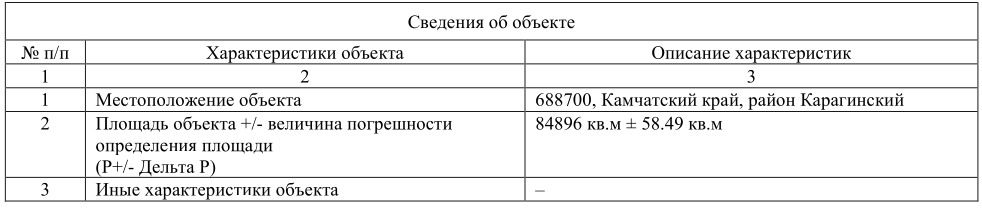 Сведения об объекте
№ п/п Характеристики объекта Описание характеристик
1 2 3
1 Местоположение объекта 688700, Камчатский край, район Карагинский
2 Площадь объекта +/- величина погрешности 84896 кв.м ± 58.49 кв.м
определения площади
(Р+/- Дельта Р)
3 Иные характеристики объекта –